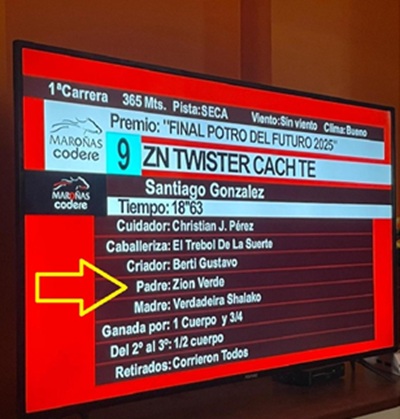 1ª Carrera 365 Mts. Pista:SECA Viento:Sin viento Clima:Bueno
MAROÑAS
codere
Premio: "FINAL POTRO DEL FUTURO 2025"
9 ZN TWISTER CACH TE
MAROÑAS
codere
Santiago Gonzalez
Tiempo: 18"63
Cuidador: Christian J. Pérez
Caballeriza: El Trebol De La Suerte
Criador: Berti Gustavo
Padre: Zion Verde
Madre: Verdadeira Shalako
Ganada por: 1 Cuerpo y 3/4
Del 2º al 3º: 1/2 cuerpo
Retirados: Corrieron Todos